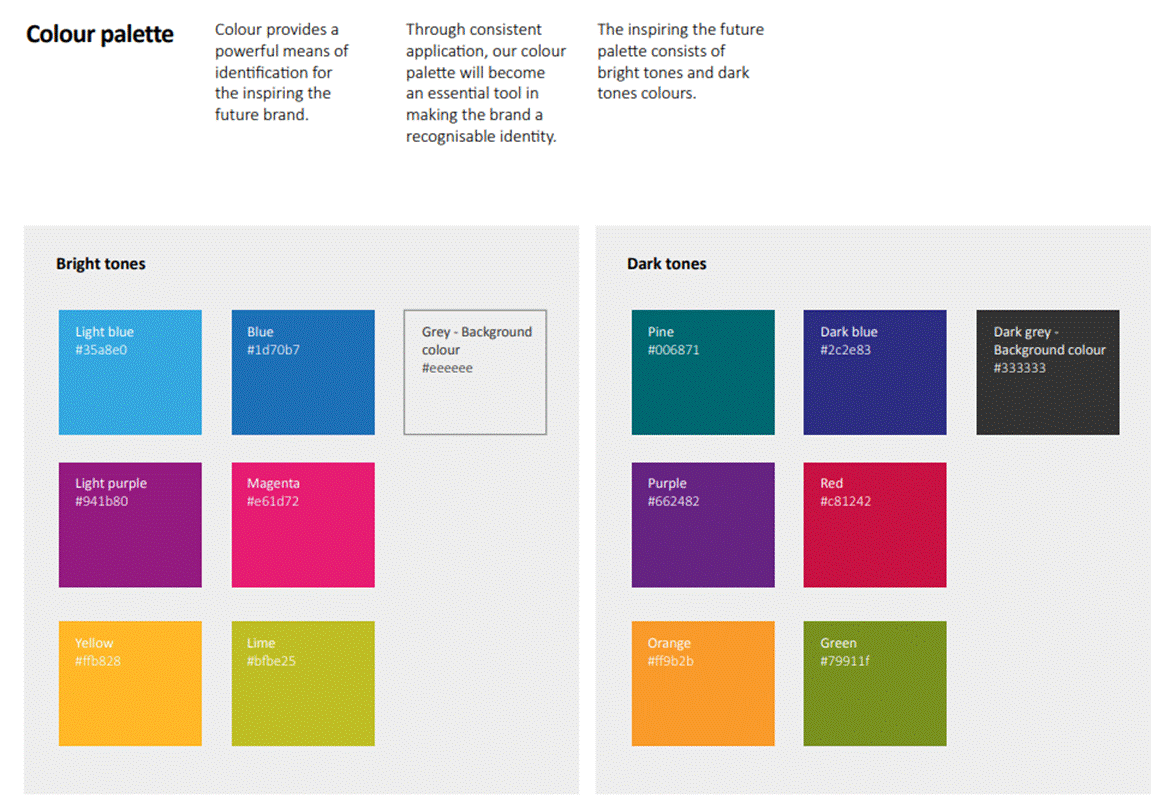 Colour palette
Colour provides a
powerful means of
identification for
the inspiring the
future brand.
Through consistent
application, our colour
palette will become
an essential tool in
making the brand a
recognisable identity.
The inspiring the future
palette consists of
bright tones and dark
tones colours.
Bright tones
Light blue
#35a8e0
Blue
#1d70b7
Grey - Background
colour
#eeeeee
Light purple
#941b80
Magenta
#e61d72
Yellow
#ffb828
Lime
#bfbe25
Dark tones
Pine
#006871
Dark blue
#2c2e83
Dark grey -
Background colour
#333333
Purple
#662482
Red
#c81242
Orange
#ff9b2b
Green
#79911f